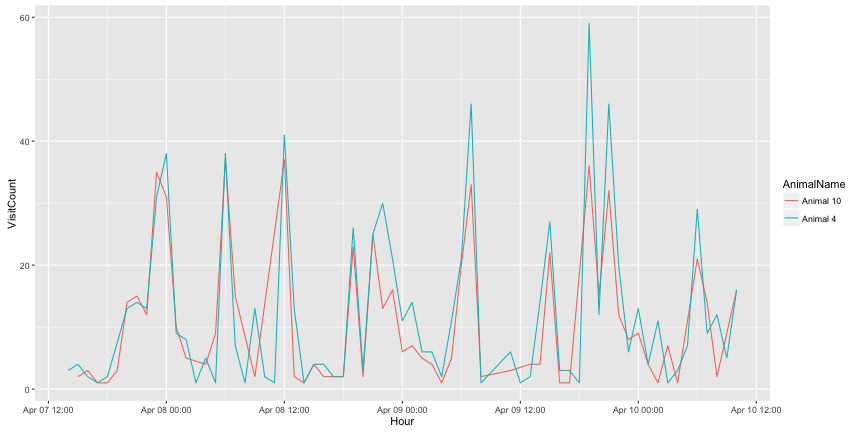 60
40
20
0
VisitCount
Apr 07 12:00
Apr 08 00:00
Apr 08 12:00
Apr 09 00:00
Apr 09 12:00
Apr 10 00:00
Apr 10 12:00
Hour
AnimalName
Animal 10
Animal 4